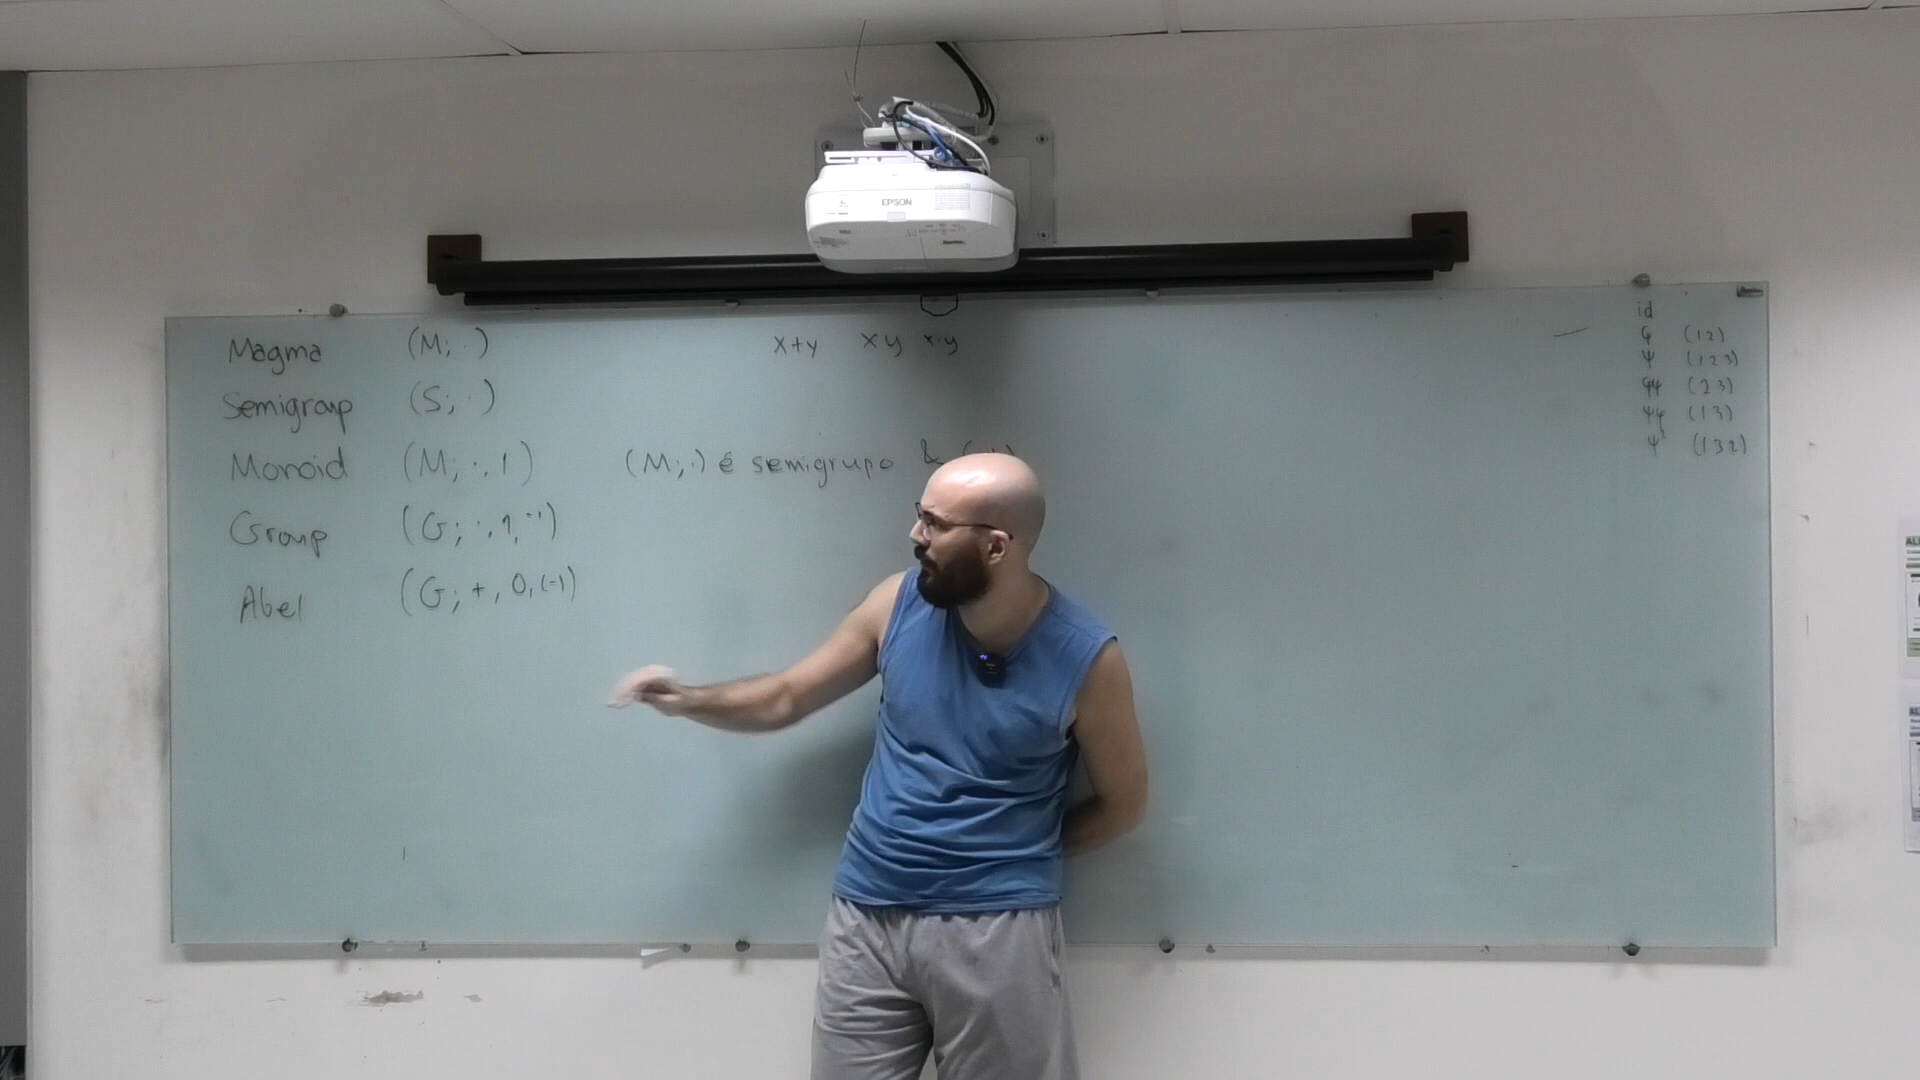 EPSON
Magma (M; ·) x+y xy x·y
Semigroup (S; ·)
Monoid (M; ·, 1) (M; ·) é semigrupo &
Group (G; ·, 1, ⁻¹)
Abel (G; +, 0, (−))
id
φ (12)
ψ (123)
φψ (23)
ψφ (13)
ψ² (132)